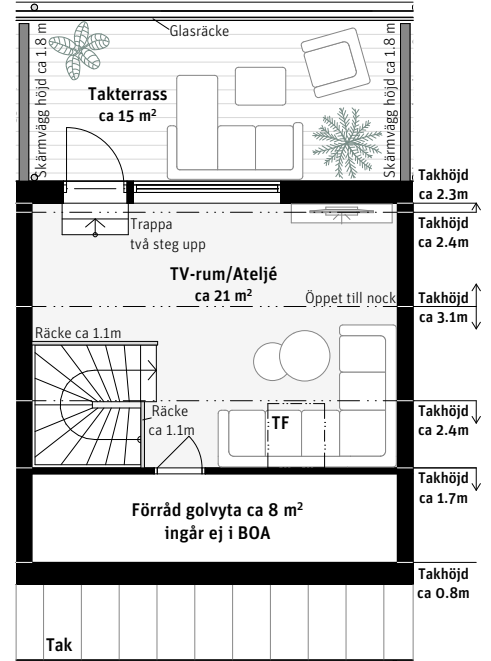 Glasräcke
Skärmvägg höjd ca 1.8 m
Skärmvägg höjd ca 1.8 m
Takterrass
ca 15 m²
Takhöjd
ca 2.3m
Trappa
två steg upp
Takhöjd
ca 2.4m
TV-rum/Ateljé
ca 21 m²
Öppet till nock
Takhöjd
ca 3.1m
Räcke ca 1.1m
Räcke
ca 1.1m
TF
Takhöjd
ca 2.4m
Takhöjd
ca 1.7m
Förråd golvyta ca 8 m²
ingår ej i BOA
Takhöjd
ca 0.8m
Tak